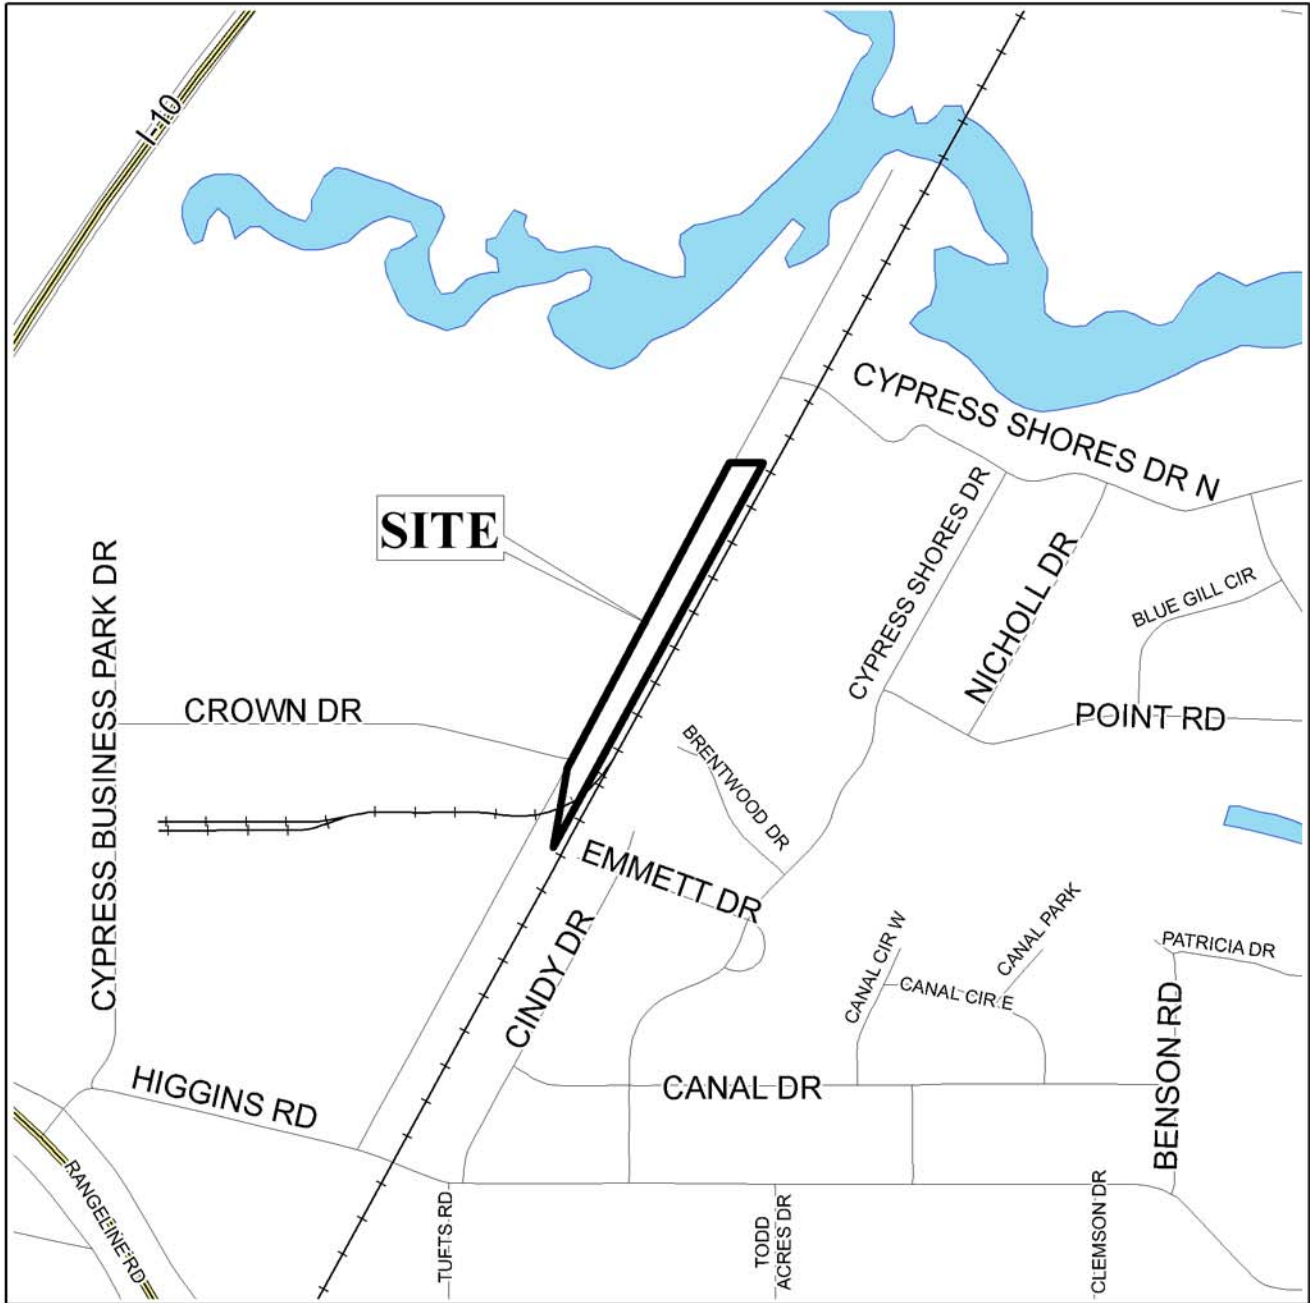 I-10
CYPRESS SHORES DR N
SITE
CYPRESS SHORES DR
NICHOLL DR
BLUE GILL CIR
CYPRESS BUSINESS PARK DR
CROWN DR
POINT RD
BRENTWOOD DR
EMMETT DR
CINDY DR
CANAL CIR W
CANAL PARK
CANAL CIR E
PATRICIA DR
BENSON RD
HIGGINS RD
CANAL DR
RANGELINE RD
TUFTS RD
TODD
ACRES DR
CLEMSON DR